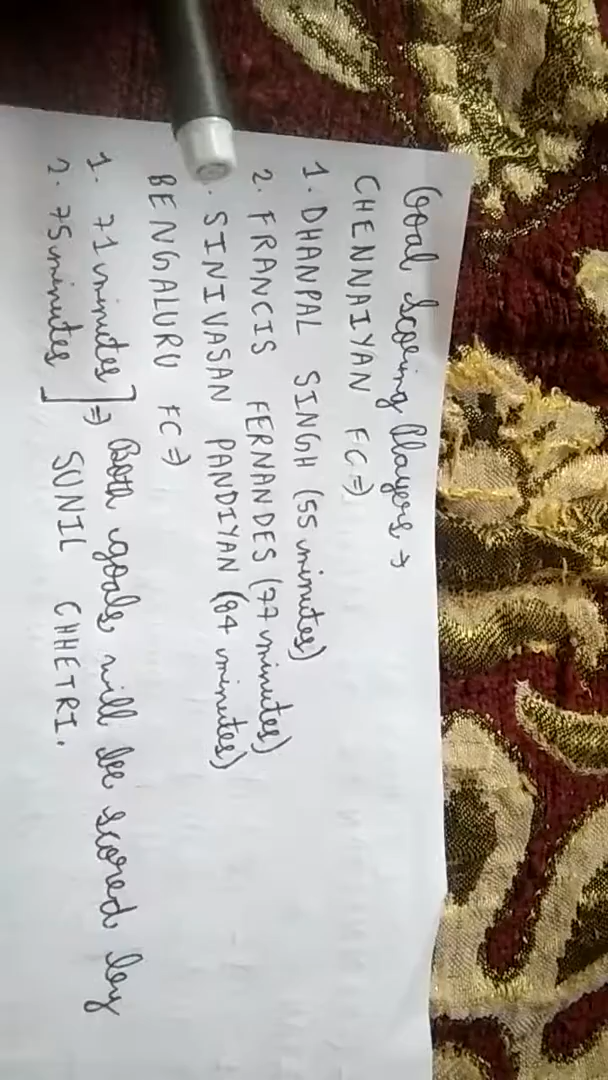 Goal Scoring Players →
CHENNAIYAN FC ⇒
1. DHANPAL SINGH (55 minutes)
2. FRANCIS FERNANDES (77 minutes)
. SINIVASAN PANDIYAN (84 minutes)
BENGALURU FC ⇒
1. 71 minutes ] ⇒ Both goals will be scored by
2. 75 minutes ] SUNIL CHHETRI.